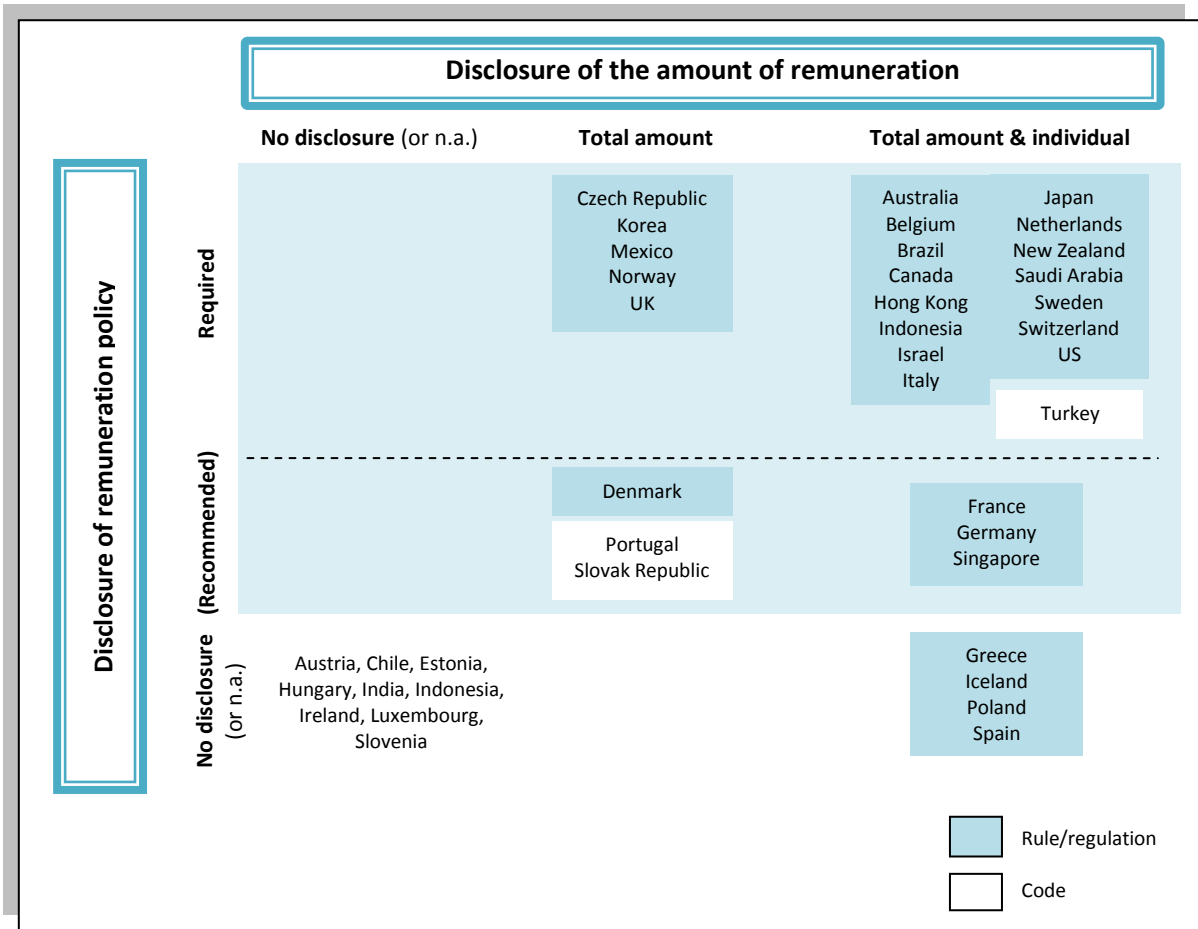 Disclosure of the amount of remuneration
No disclosure (or n.a.)
Total amount
Total amount & individual
Disclosure of remuneration policy
Required
Czech Republic
Korea
Mexico
Norway
UK
Australia
Belgium
Brazil
Canada
Hong Kong
Indonesia
Israel
Italy
Japan
Netherlands
New Zealand
Saudi Arabia
Sweden
Switzerland
US
Turkey
(Recommended)
Denmark
Portugal
Slovak Republic
France
Germany
Singapore
No disclosure
(or n.a.)
Austria, Chile, Estonia,
Hungary, India, Indonesia,
Ireland, Luxembourg,
Slovenia
Greece
Iceland
Poland
Spain
Rule/regulation
Code